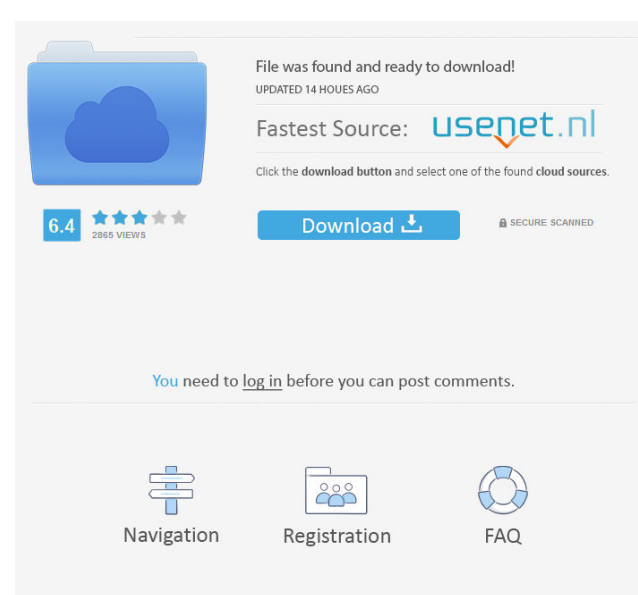 File was found and ready to download!
UPDATED 14 HOUES AGO
Fastest Source: usenet.nl
Click the download button and select one of the found cloud sources.
6.4
2865 VIEWS
Download
SECURE SCANNED
You need to log in before you can post comments.
Navigation
Registration
FAQ